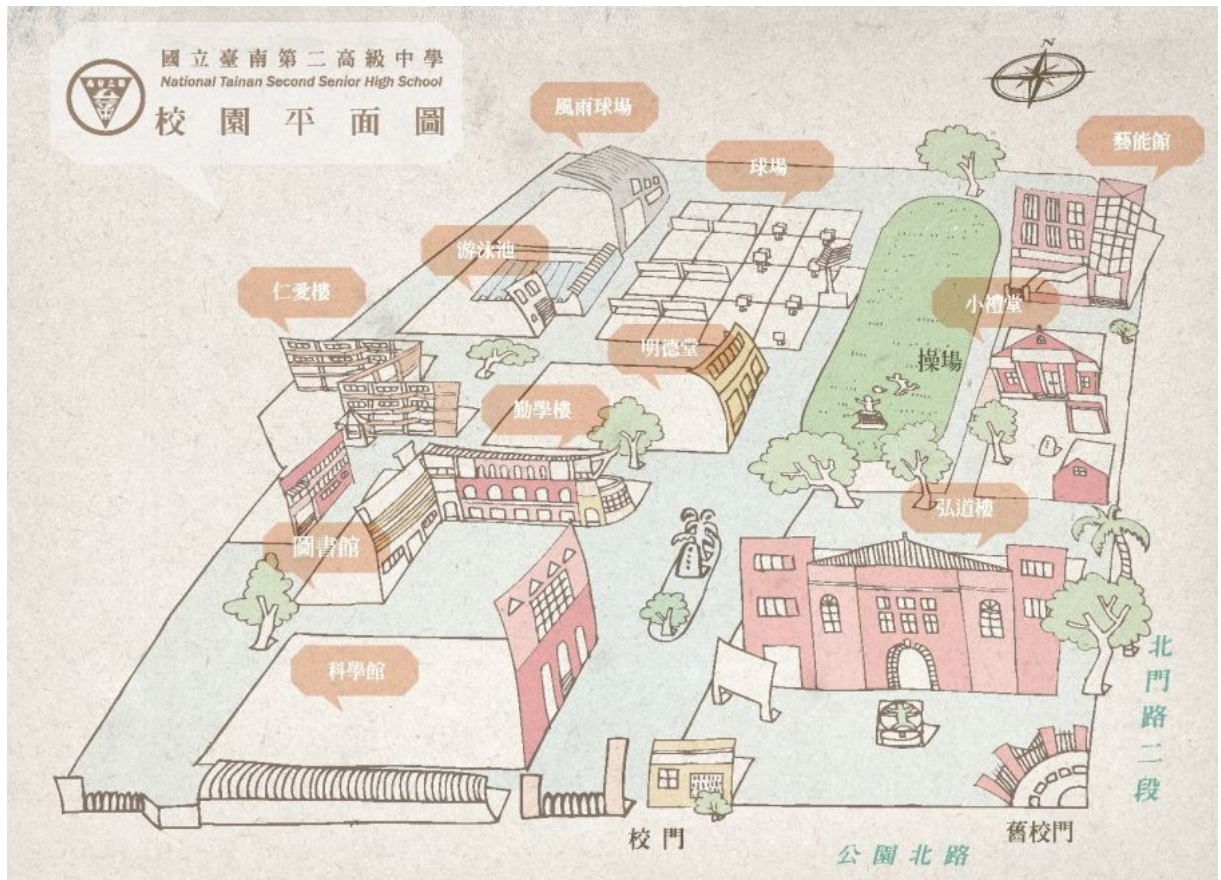 國立臺南第二高級中學
National Tainan Second Senior High School
校園平面圖
N
風雨球場
球場
藝能館
游泳池
仁愛樓
小禮堂
明德堂
操場
勤學樓
弘道樓
圖書館
科學館
北門路二段
校門
舊校門
公園北路